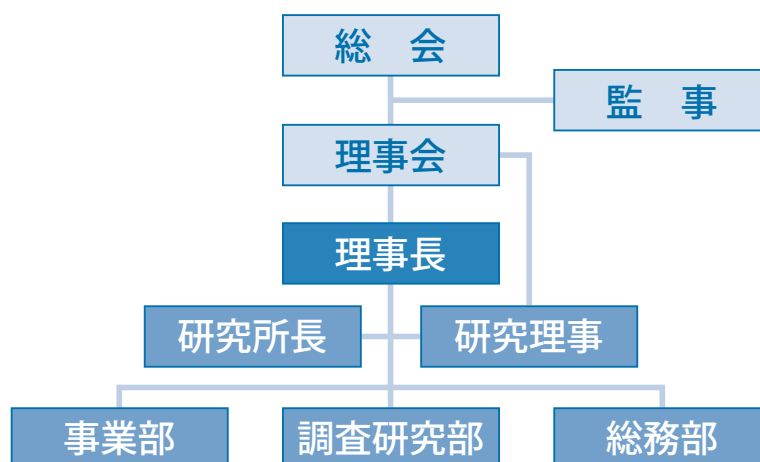 総　会
監　事
理事会
理事長
研究所長
研究理事
事業部
調査研究部
総務部